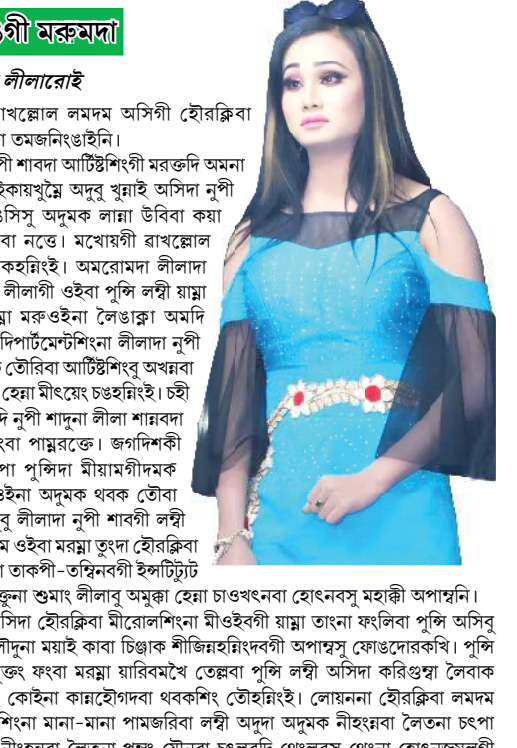 ঙগী মরুমদা
লীলারোই
ৱাখল্লোল লমদম অসিগী হৌরক্লিবা
তমজনিংঙাইনি।
শাবদা আর্টিষ্টশিংগী মরক্তদি অমনা
অদুবু খুন্নাই অসিদা নুপী
অদুমক লান্না উবিবা কয়া
নত্তে। মখোয়গী ৱাখল্লোল
অমরোমদা লীলাদা
লীলাগী ওইবা পুন্সি লম্বী য়াম্না
মরুওইনা লৈঙাক্না অমদি
দিপার্টমেন্টশিংনা লীলাদা নুপী
তৌরিবা আর্টিষ্টশিংবু অখন্নবা
হেন্না মীৎয়েং চঙহন্নিংই। চহী
নুপী শাদুনা লীলা শান্নবদা
পাম্লরক্তে। জগদিশকী
পুন্সিদা মীয়ামগীদমক
অদুমক থবক তৌবা
লীলাদা নুপী শাবগী লম্বী
ওইবা মরম্না তুংদা হৌরক্লিবা
তাকপী-তম্বিনবগী ইন্সটিট্যুট
শুমাং লীলাবু অমুক্কা হেন্না চাওখৎনবা হোৎনবসু মহাক্কী অপাম্বনি।
হৌরক্লিবা মীরোলশিংনা মীওইবগী য়াম্না তাংনা ফংলিবা পুন্সি অসিবু
ময়াই কাবা চিঞ্জাক শীজিন্নহন্নিংদবগী অপাম্বসু ফোঙদোরকখি। পুন্সি
ফংবা মরম্না য়ারিবমখৈ তেল্লবা পুন্সি লম্বী অসিদা করিগুম্বা লৈবাক
কোইনা কান্নহৌগদবা থবকশিং তৌহন্নিংই। লোয়ননা হৌরক্লিবা লমদম
মানা-মানা পামজরিবা লম্বী অদুদা অদুমক নীহংন্নবা লৈতনা চৎপা